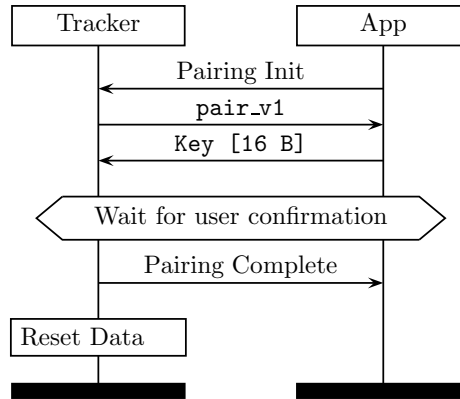 Tracker
App
Pairing Init
pair_v1
Key [16 B]
Wait for user confirmation
Pairing Complete
Reset Data